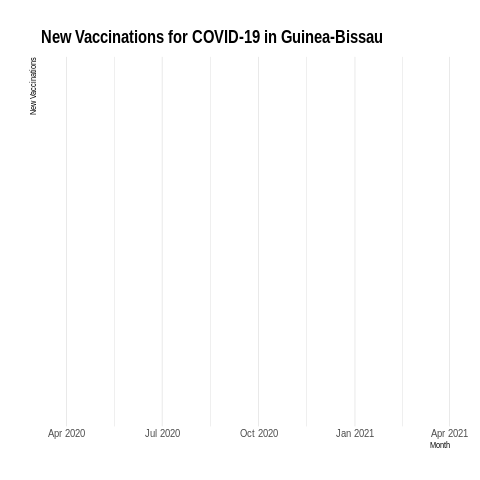 New Vaccinations for COVID-19 in Guinea-Bissau
New Vaccinations
Apr 2020 Jul 2020 Oct 2020 Jan 2021 Apr 2021
Month